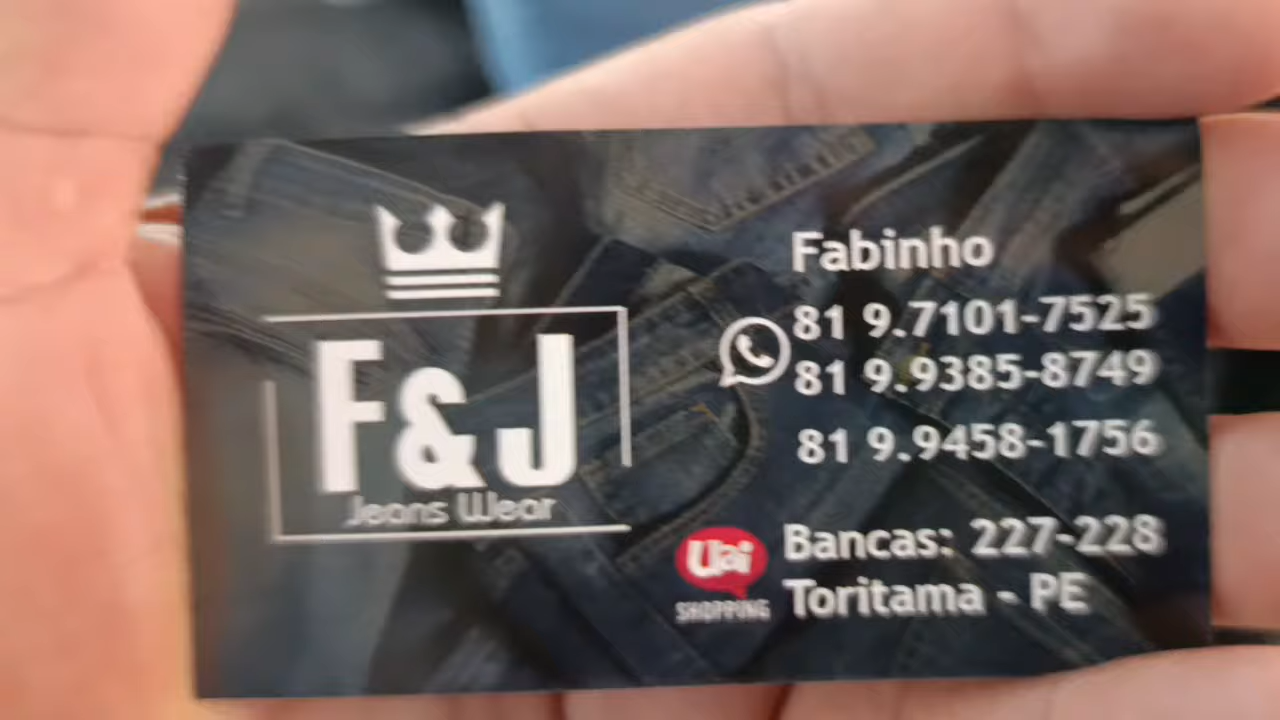 F&J
Jeans Wear
Fabinho
81 9.7101-7525
81 9.9385-8749
81 9.9458-1756
Uai
SHOPPING
Bancas: 227-228
Toritama - PE